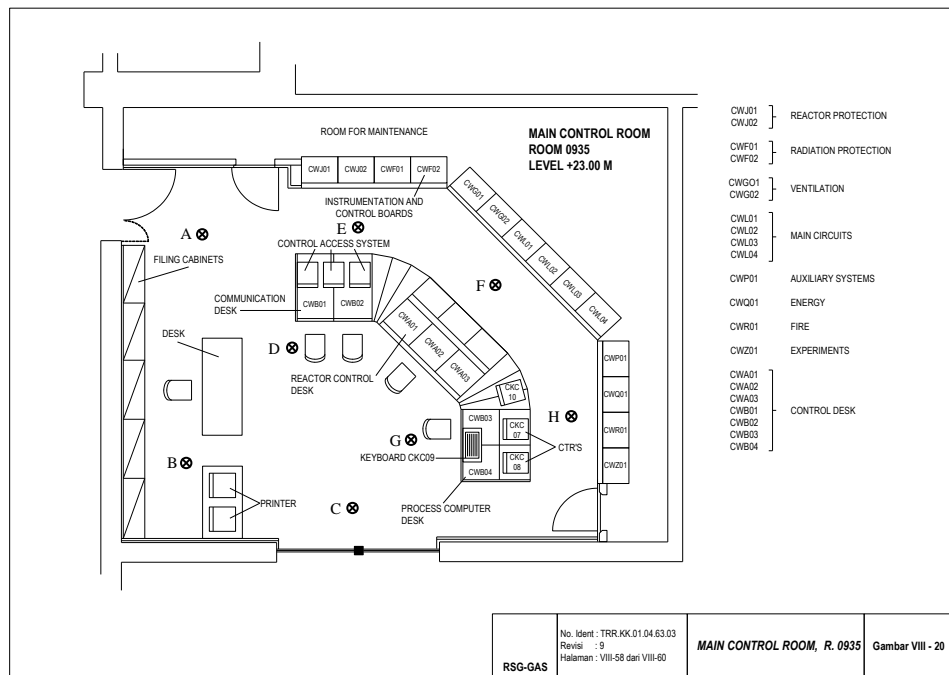 ROOM FOR MAINTENANCE
MAIN CONTROL ROOM
ROOM 0935
LEVEL +23.00 M
CWJ01
CWJ02
CWF01
CWF02
INSTRUMENTATION AND
CONTROL BOARDS
CWG01
CWG02
CWL01
CWL02
CWL03
CWL04
A
E
CONTROL ACCESS SYSTEM
FILING CABINETS
F
COMMUNICATION
DESK
CWB01
CWB02
CWA01
CWA02
CWA03
DESK
D
REACTOR CONTROL
DESK
CWP01
CWQ01
CWR01
CWZ01
CKC
10
CWB03
CKC
07
H
G
KEYBOARD CKC09
CTR'S
CKC
08
CWB04
B
PRINTER
C
PROCESS COMPUTER
DESK
CWJ01
CWJ02
REACTOR PROTECTION
CWF01
CWF02
RADIATION PROTECTION
CWGO1
CWG02
VENTILATION
CWL01
CWL02
CWL03
CWL04
MAIN CIRCUITS
CWP01 AUXILIARY SYSTEMS
CWQ01 ENERGY
CWR01 FIRE
CWZ01 EXPERIMENTS
CWA01
CWA02
CWA03
CWB01
CWB02
CWB03
CWB04
CONTROL DESK
RSG-GAS
No. Ident : TRR.KK.01.04.63.03
Revisi : 9
Halaman : VIII-58 dari VIII-60
MAIN CONTROL ROOM, R. 0935
Gambar VIII - 20